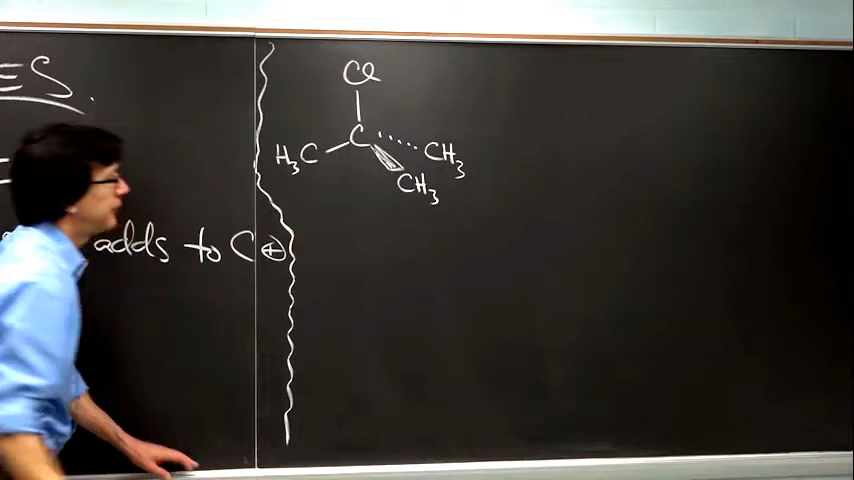 ES.
adds to C⊕
Cl
H₃C C CH₃
CH₃